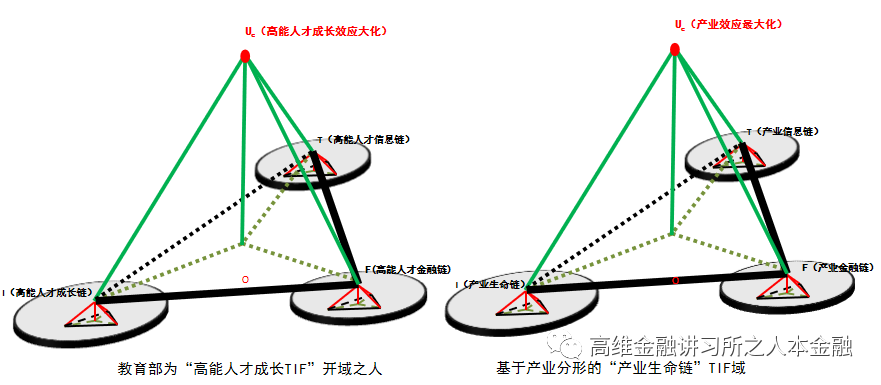 Uc（高能人才成长效应大化）
Uc（产业效应最大化）
T（高能人才信息链）
T（产业信息链）
F(高能人才金融链)
F（产业金融链）
I（高能人才成长链）
I（产业生命链）
O
O
教育部为“高能人才成长TIF”开域之人
基于产业分形的“产业生命链”TIF域
高维金融讲习所之人本金融